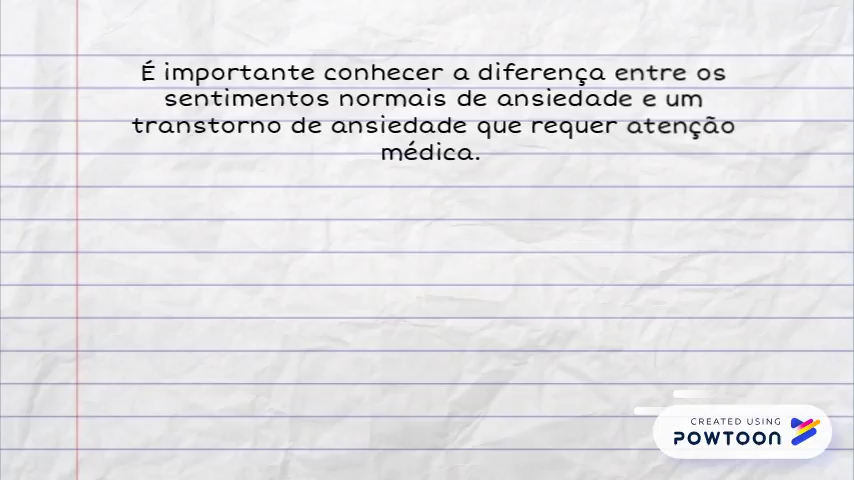 É importante conhecer a diferença entre os
sentimentos normais de ansiedade e um
transtorno de ansiedade que requer atenção
médica.
CREATED USING
POWTOON